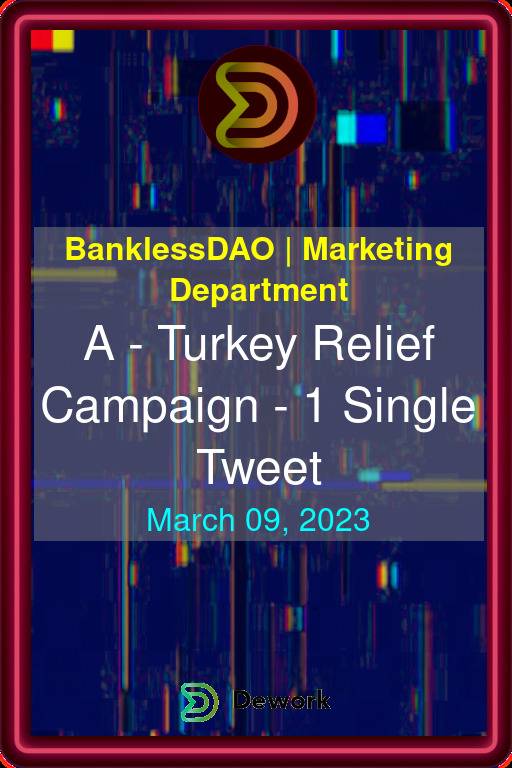 BanklessDAO | Marketing
Department
A - Turkey Relief
Campaign - 1 Single
Tweet
March 09, 2023
Dework